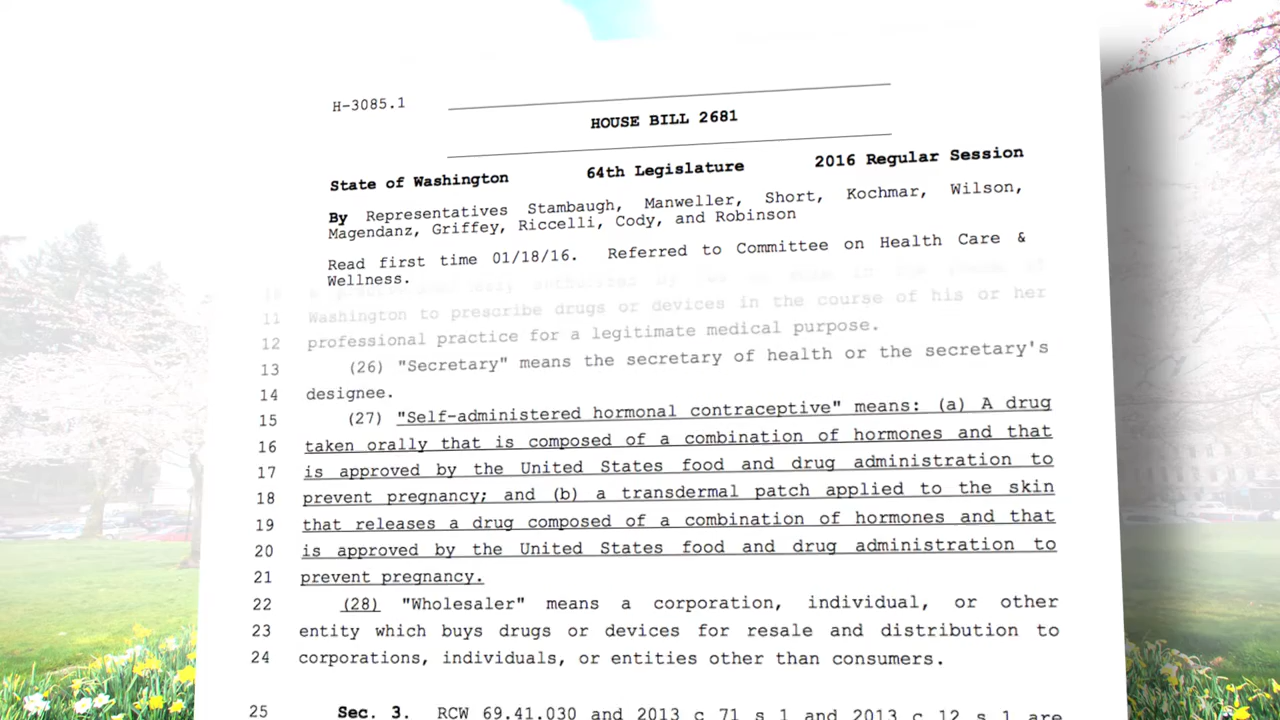 H-3085.1
HOUSE BILL 2681
State of Washington 64th Legislature 2016 Regular Session
By Representatives Stambaugh, Manweller, Short, Kochmar, Wilson,
Magendanz, Griffey, Riccelli, Cody, and Robinson
Read first time 01/18/16. Referred to Committee on Health Care &
Wellness.
10
11 Washington to prescribe drugs or devices in the course of his or her
12 professional practice for a legitimate medical purpose.
13 (26) "Secretary" means the secretary of health or the secretary's
14 designee.
15 (27) "Self-administered hormonal contraceptive" means: (a) A drug
16 taken orally that is composed of a combination of hormones and that
17 is approved by the United States food and drug administration to
18 prevent pregnancy; and (b) a transdermal patch applied to the skin
19 that releases a drug composed of a combination of hormones and that
20 is approved by the United States food and drug administration to
21 prevent pregnancy.
22 (28) "Wholesaler" means a corporation, individual, or other
23 entity which buys drugs or devices for resale and distribution to
24 corporations, individuals, or entities other than consumers.
25 Sec. 3. RCW 69.41.030 and 2013 c 71 s 1 and 2013 c 12 s 1 are